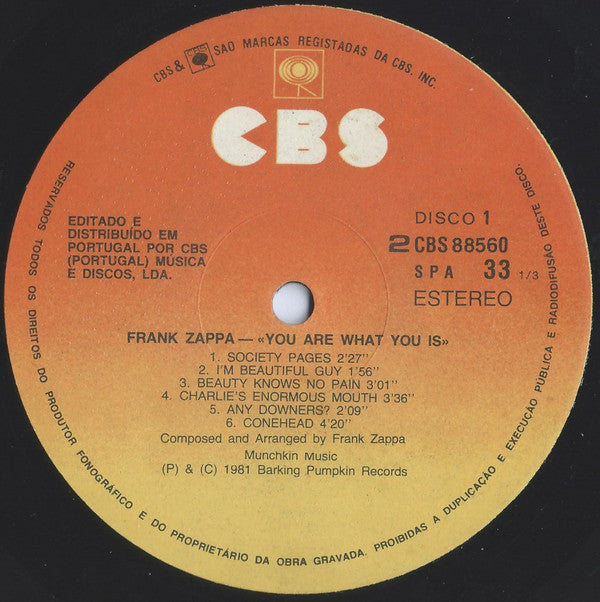 CBS & CBS SAO MARCAS REGISTADAS DA CBS. INC.
CBS
EDITADO E
DISTRIBUÍDO EM
PORTUGAL POR CBS
(PORTUGAL) MÚSICA
E DISCOS, LDA.
DISCO 1
2 CBS 88560
SPA 33 1/3
ESTEREO
FRANK ZAPPA — «YOU ARE WHAT YOU IS»
1. SOCIETY PAGES 2'27"
2. I'M BEAUTIFUL GUY 1'56"
3. BEAUTY KNOWS NO PAIN 3'01"
4. CHARLIE'S ENORMOUS MOUTH 3'36"
5. ANY DOWNERS? 2'09"
6. CONEHEAD 4'20"
Composed and Arranged by Frank Zappa
Munchkin Music
(P) & (C) 1981 Barking Pumpkin Records
RESERVADOS TODOS OS DIREITOS DO PRODUTOR FONOGRÁFICO E DO PROPRIETÁRIO DA OBRA GRAVADA. PROIBIDAS A DUPLICAÇÃO E EXECUÇÃO PÚBLICA E RADIODIFUSÃO DESTE DISCO.